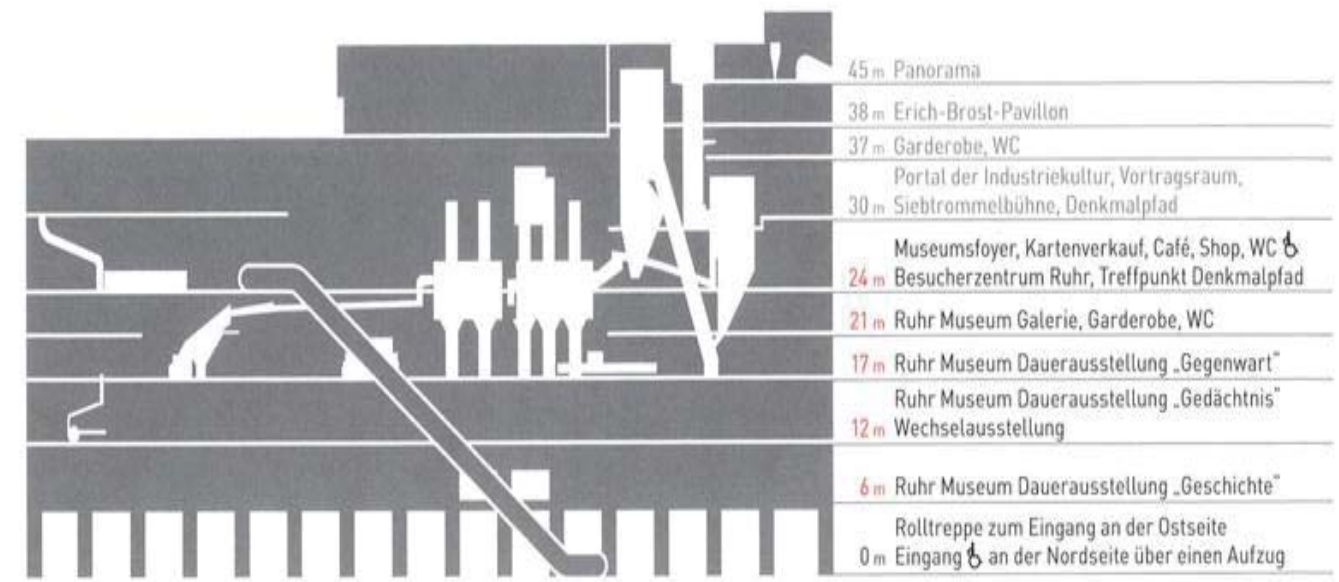 45 m Panorama
38 m Erich-Brost-Pavillon
37 m Garderobe, WC
Portal der Industriekultur, Vortragsraum,
30 m Siebtrommelbühne, Denkmalpfad
Museumsfoyer, Kartenverkauf, Café, Shop, WC
24 m Besucherzentrum Ruhr, Treffpunkt Denkmalpfad
21 m Ruhr Museum Galerie, Garderobe, WC
17 m Ruhr Museum Dauerausstellung „Gegenwart"
Ruhr Museum Dauerausstellung „Gedächtnis"
12 m Wechselausstellung
6 m Ruhr Museum Dauerausstellung „Geschichte"
Rolltreppe zum Eingang an der Ostseite
0 m Eingang an der Nordseite über einen Aufzug